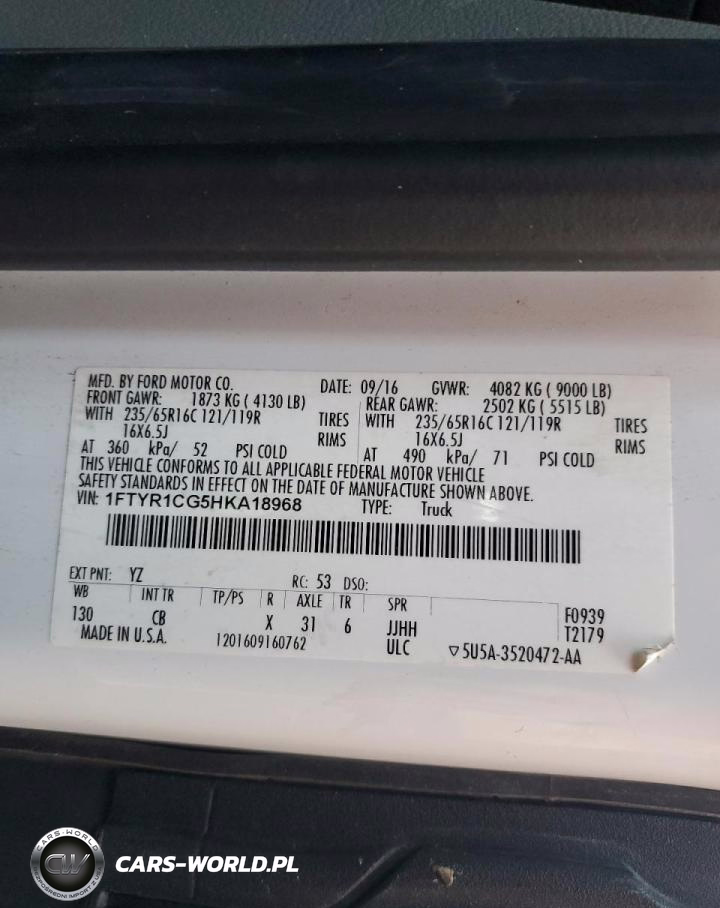 MFD. BY FORD MOTOR CO. DATE: 09/16 GVWR: 4082 KG ( 9000 LB)
FRONT GAWR: 1873 KG ( 4130 LB) REAR GAWR: 2502 KG ( 5515 LB)
WITH 235/65R16C 121/119R TIRES WITH 235/65R16C 121/119R TIRES
16X6.5J RIMS 16X6.5J RIMS
AT 360 kPa/ 52 PSI COLD AT 490 kPa/ 71 PSI COLD
THIS VEHICLE CONFORMS TO ALL APPLICABLE FEDERAL MOTOR VEHICLE
SAFETY STANDARDS IN EFFECT ON THE DATE OF MANUFACTURE SHOWN ABOVE.
VIN: 1FTYR1CG5HKA18968 TYPE: Truck
EXT PNT: YZ RC: 53 DSO:
WB INT TR TP/PS R AXLE TR SPR
130 CB X 31 6 JJHH F0939
MADE IN U.S.A. 1201609160762 ULC T2179
▽5U5A-3520472-AA
CARS-WORLD
CW
CARS-WORLD.PL